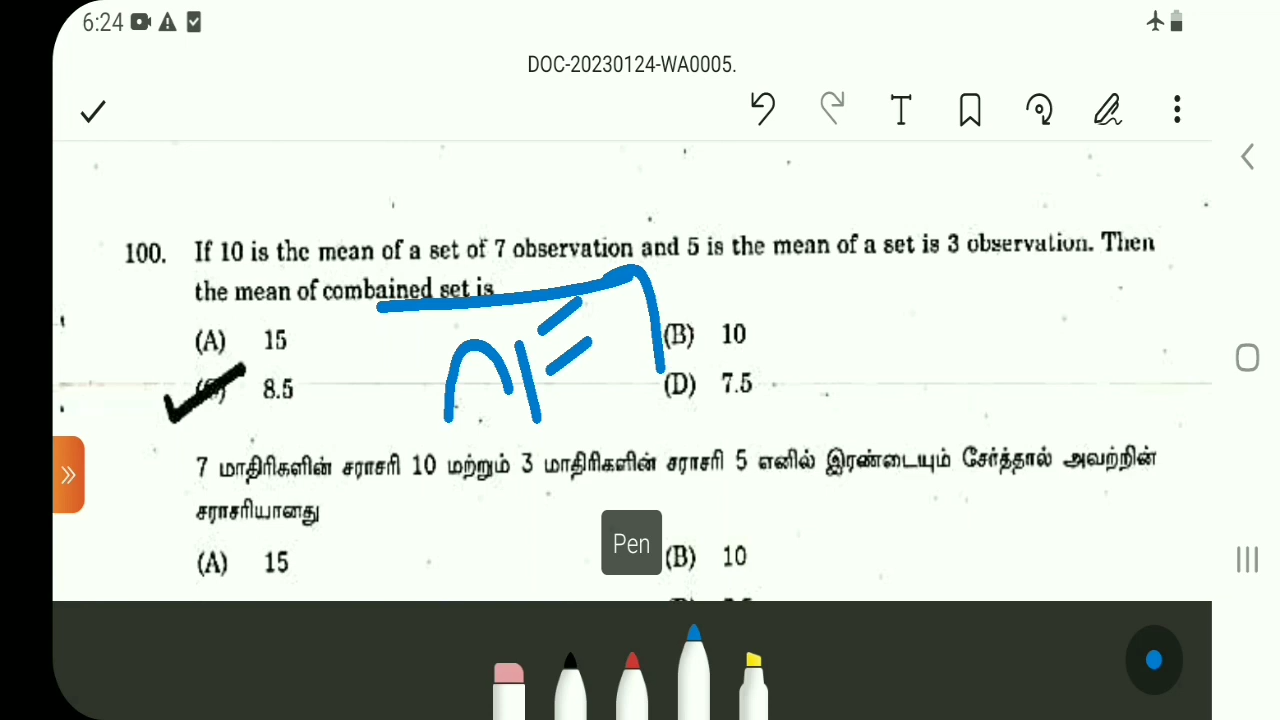 6:24
DOC-20230124-WA0005.
T
100. If 10 is the mean of a set of 7 observation and 5 is the mean of a set is 3 observation. Then
the mean of combained set is
(A) 15 (B) 10
(C) 8.5 (D) 7.5
n1= 7
7 மாதிரிகளின் சராசரி 10 மற்றும் 3 மாதிரிகளின் சராசரி 5 எனில் இரண்டையும் சேர்த்தால் அவற்றின்
சராசரியானது
Pen
(A) 15 (B) 10